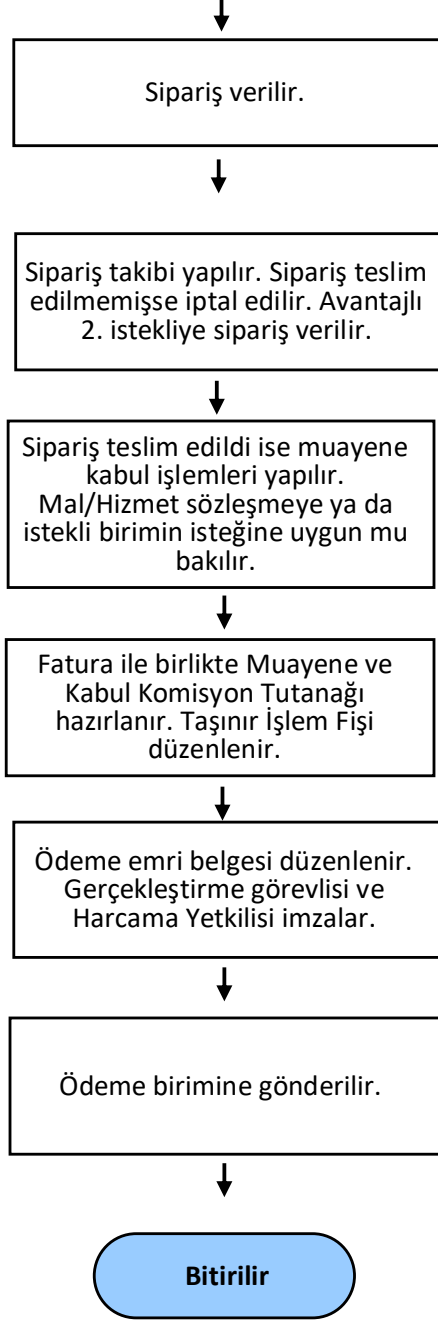 Sipariş verilir.
Sipariş takibi yapılır. Sipariş teslim
edilmemişse iptal edilir. Avantajlı
2. istekliye sipariş verilir.
Sipariş teslim edildi ise muayene
kabul işlemleri yapılır.
Mal/Hizmet sözleşmeye ya da
istekli birimin isteğine uygun mu
bakılır.
Fatura ile birlikte Muayene ve
Kabul Komisyon Tutanağı
hazırlanır. Taşınır İşlem Fişi
düzenlenir.
Ödeme emri belgesi düzenlenir.
Gerçekleştirme görevlisi ve
Harcama Yetkilisi imzalar.
Ödeme birimine gönderilir.
Bitirilir